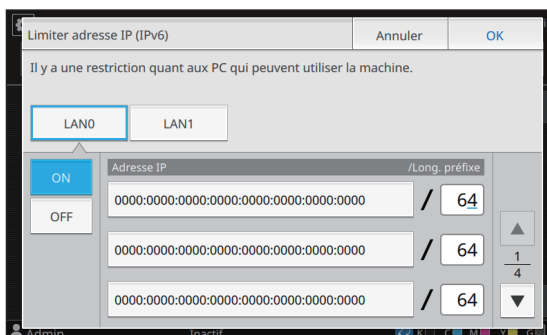 Limiter adresse IP (IPv6) Annuler OK
Il y a une restriction quant aux PC qui peuvent utiliser la machine.
LAN0 LAN1
ON
OFF
Adresse IP /Long. préfixe
0000:0000:0000:0000:0000:0000:0000:0000 / 64
0000:0000:0000:0000:0000:0000:0000:0000 / 64
0000:0000:0000:0000:0000:0000:0000:0000 / 64
1
4
Admin Inactif K C M Y G